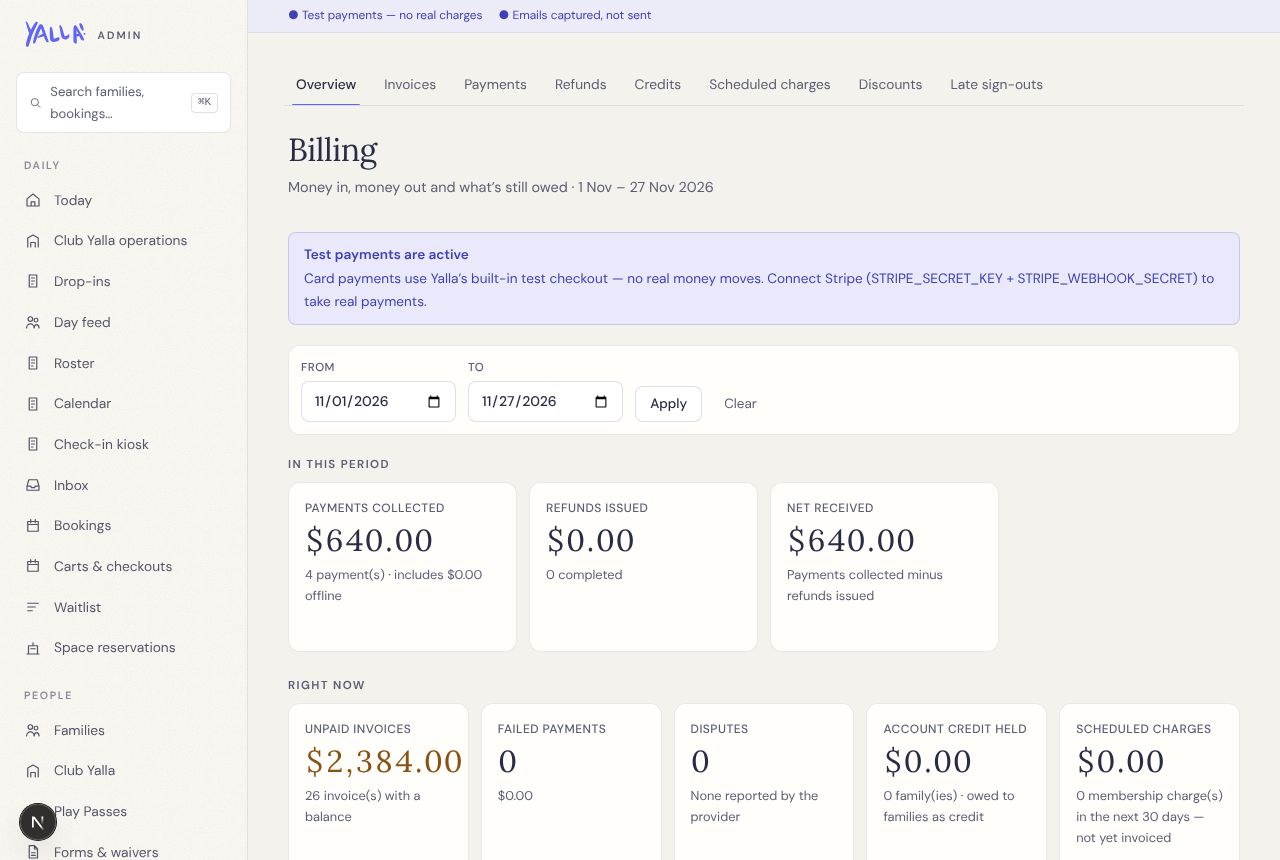 YALLA ADMIN
Search families, bookings…
⌘K
DAILY
Today
Club Yalla operations
Drop-ins
Day feed
Roster
Calendar
Check-in kiosk
Inbox
Bookings
Carts & checkouts
Waitlist
Space reservations
PEOPLE
Families
Club Yalla
Play Passes
Forms & waivers
N
Test payments — no real charges
Emails captured, not sent
Overview
Invoices
Payments
Refunds
Credits
Scheduled charges
Discounts
Late sign-outs
Billing
Money in, money out and what’s still owed · 1 Nov – 27 Nov 2026
Test payments are active
Card payments use Yalla’s built-in test checkout — no real money moves. Connect Stripe (STRIPE_SECRET_KEY + STRIPE_WEBHOOK_SECRET) to
take real payments.
FROM
11/01/2026
TO
11/27/2026
Apply
Clear
IN THIS PERIOD
PAYMENTS COLLECTED
$640.00
4 payment(s) · includes $0.00
offline
REFUNDS ISSUED
$0.00
0 completed
NET RECEIVED
$640.00
Payments collected minus
refunds issued
RIGHT NOW
UNPAID INVOICES
$2,384.00
26 invoice(s) with a
balance
FAILED PAYMENTS
0
$0.00
DISPUTES
0
None reported by the
provider
ACCOUNT CREDIT HELD
$0.00
0 family(ies) · owed to
families as credit
SCHEDULED CHARGES
$0.00
0 membership charge(s)
in the next 30 days —
not yet invoiced